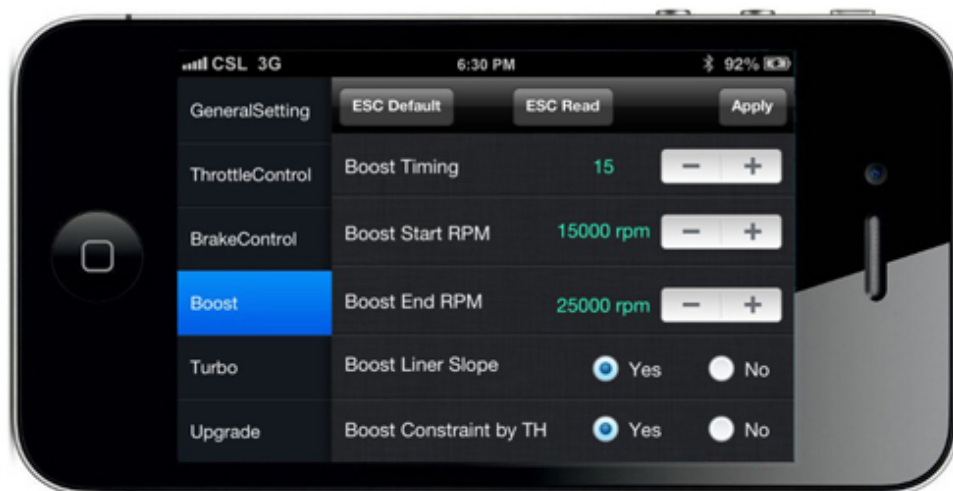 CSL 3G 6:30 PM 92%
ESC Default ESC Read Apply
GeneralSetting
ThrottleControl
BrakeControl
Boost
Turbo
Upgrade
Boost Timing 15 − +
Boost Start RPM 15000 rpm − +
Boost End RPM 25000 rpm − +
Boost Liner Slope Yes No
Boost Constraint by TH Yes No